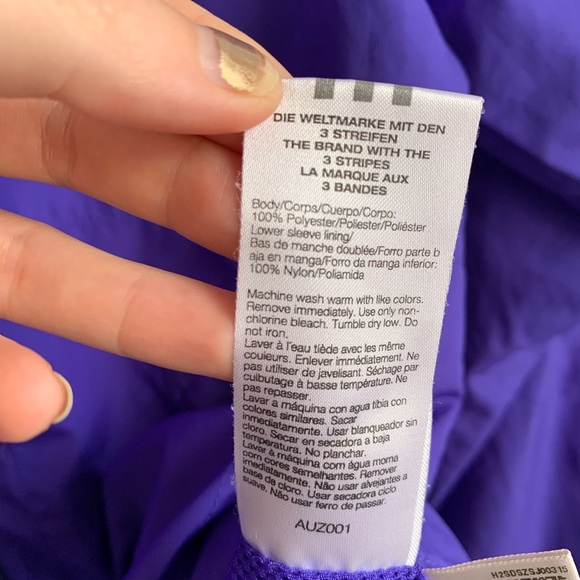 DIE WELTMARKE MIT DEN
3 STREIFEN
THE BRAND WITH THE
3 STRIPES
LA MARQUE AUX
3 BANDES
Body/Corps/Cuerpo/Corpo:
100% Polyester/Poliester/Poliéster
Lower sleeve lining/
Bas de manche doublée/Forro parte b
aja en manga/Forro da manga inferior:
100% Nylon/Poliamida
Machine wash warm with like colors.
Remove immediately. Use only non-
chlorine bleach. Tumble dry low. Do
not iron.
Laver à l'eau tiède avec les même
couieurs. Enlever immédiatement. Ne
pas utiliser de javelisant. Séchage par
culbutage à basse température. Ne
pas repasser.
Lavar a máquina con agua tibia con
colores similares. Sacar
immediatamente. Usar blanqueador sin
cloro. Secar en secadora a baja
temperatura. No planchar.
Lavar à máquina com água morna
com cores semelhantes. Remover
imediatamente. Não usar alvejantes a
base de cloro. Usar secadora ciclo
suave. Não usar ferro de passar.
AUZ001